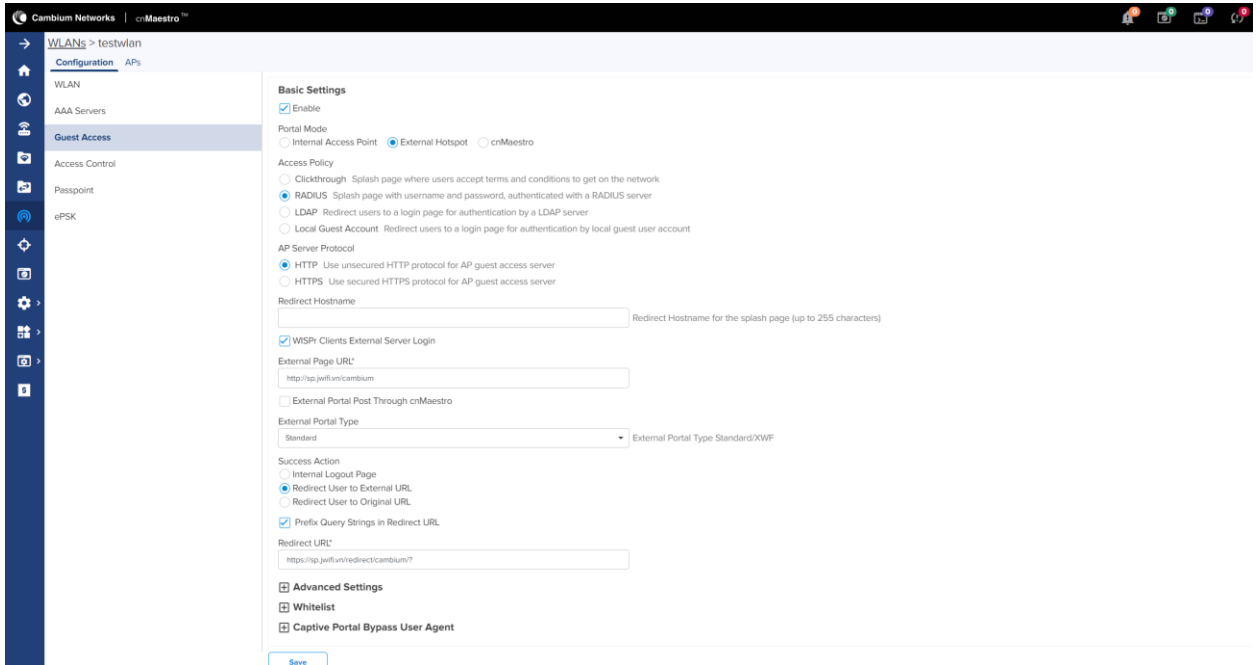 Cambium Networks | cnMaestro™
0 0 0 0
WLANs > testwlan
Configuration APs
WLAN
AAA Servers
Guest Access
Access Control
Passpoint
ePSK
Basic Settings
Enable
Portal Mode
Internal Access Point External Hotspot cnMaestro
Access Policy
Clickthrough Splash page where users accept terms and conditions to get on the network
RADIUS Splash page with username and password, authenticated with a RADIUS server
LDAP Redirect users to a login page for authentication by a LDAP server
Local Guest Account Redirect users to a login page for authentication by local guest user account
AP Server Protocol
HTTP Use unsecured HTTP protocol for AP guest access server
HTTPS Use secured HTTPS protocol for AP guest access server
Redirect Hostname
Redirect Hostname for the splash page (up to 255 characters)
WISPr Clients External Server Login
External Page URL*
http://sp.jwifi.vn/cambium
External Portal Post Through cnMaestro
External Portal Type
Standard External Portal Type Standard/XWF
Success Action
Internal Logout Page
Redirect User to External URL
Redirect User to Original URL
Prefix Query Strings in Redirect URL
Redirect URL*
https://sp.jwifi.vn/redirect/cambium/?
Advanced Settings
Whitelist
Captive Portal Bypass User Agent
Save